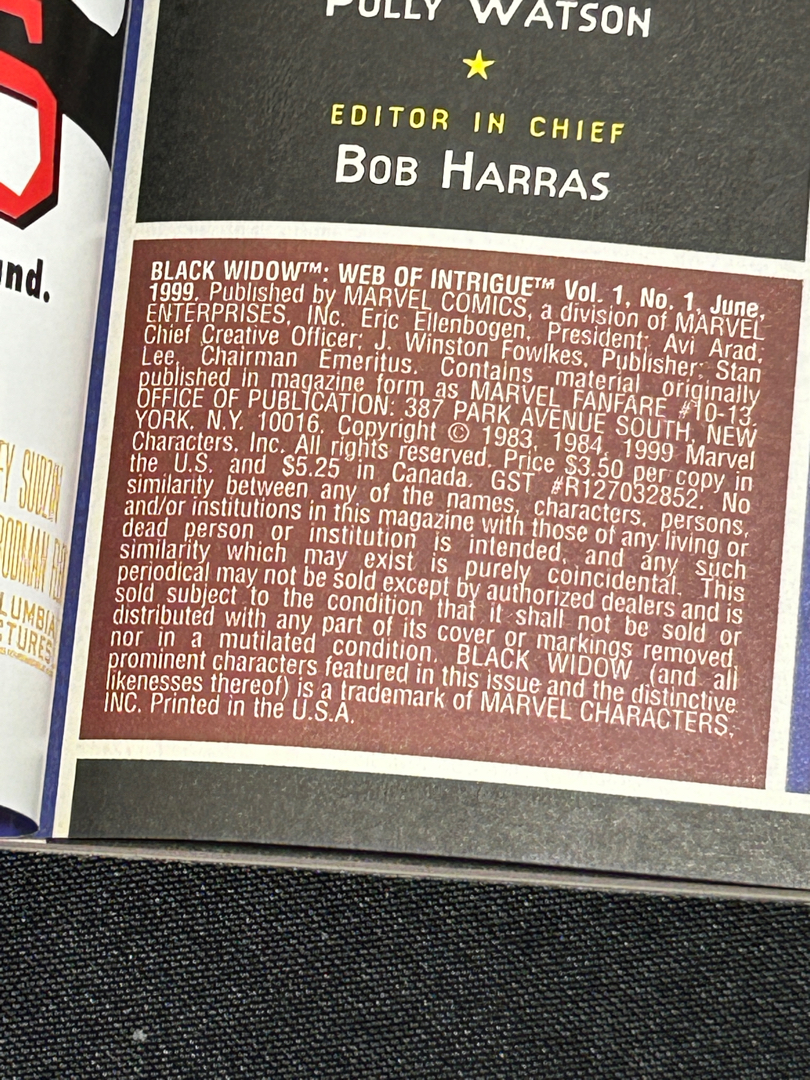 POLLY WATSON
EDITOR IN CHIEF
BOB HARRAS
BLACK WIDOW™: WEB OF INTRIGUE™ Vol. 1, No. 1, June,
1999. Published by MARVEL COMICS, a division of MARVEL
ENTERPRISES, INC. Eric Ellenbogen, President; Avi Arad,
Chief Creative Officer; J. Winston Fowlkes, Publisher; Stan
Lee, Chairman Emeritus. Contains material originally
published in magazine form as MARVEL FANFARE #10-13.
OFFICE OF PUBLICATION: 387 PARK AVENUE SOUTH, NEW
YORK, N.Y. 10016. Copyright © 1983, 1984, 1999 Marvel
Characters, Inc. All rights reserved. Price $3.50 per copy in
the U.S. and $5.25 in Canada. GST #R127032852. No
similarity between any of the names, characters, persons,
and/or institutions in this magazine with those of any living or
dead person or institution is intended, and any such
similarity which may exist is purely coincidental. This
periodical may not be sold except by authorized dealers and is
sold subject to the condition that it shall not be sold or
distributed with any part of its cover or markings removed,
nor in a mutilated condition. BLACK WIDOW (and all
prominent characters featured in this issue and the distinctive
likenesses thereof) is a trademark of MARVEL CHARACTERS,
INC. Printed in the U.S.A.